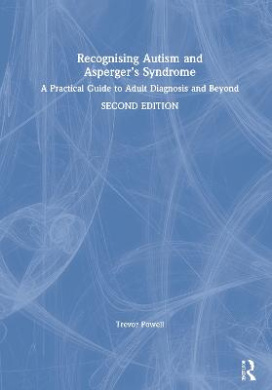 Recognising Autism and
Asperger's Syndrome
A Practical Guide to Adult Diagnosis and Beyond
SECOND EDITION
Trevor Powell
R